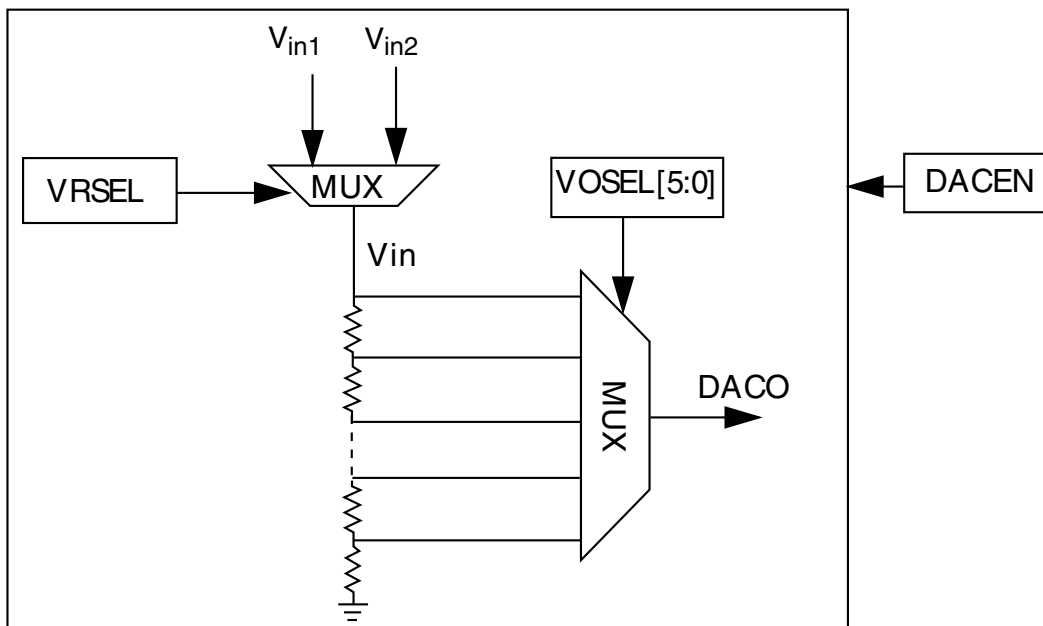 Vin1
Vin2
VRSEL
MUX
VOSEL[5:0]
DACEN
Vin
MUX
DACO